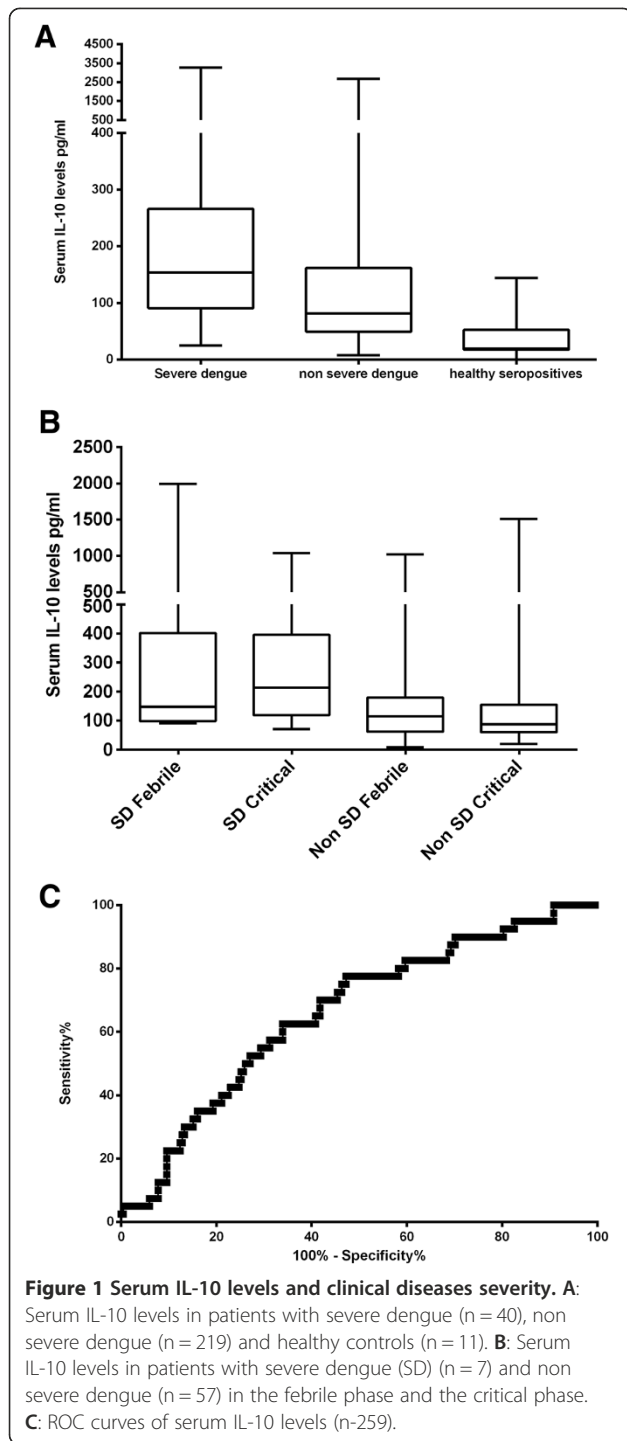 A
4500
3500
2500
1500
500
400
300
200
100
0
Serum IL-10 levels pg/ml
Severe dengue
non severe dengue
healthy seropositives
B
2500
2000
1500
1000
500
500
400
300
200
100
0
Serum IL-10 levels pg/ml
SD Febrile
SD Critical
Non SD Febrile
Non SD Critical
C
100
80
60
40
20
0
Sensitivity%
0
20
40
60
80
100
100% - Specificity%
Figure 1 Serum IL-10 levels and clinical diseases severity. A:
Serum IL-10 levels in patients with severe dengue (n = 40), non
severe dengue (n = 219) and healthy controls (n = 11). B: Serum
IL-10 levels in patients with severe dengue (SD) (n = 7) and non
severe dengue (n = 57) in the febrile phase and the critical phase.
C: ROC curves of serum IL-10 levels (n-259).